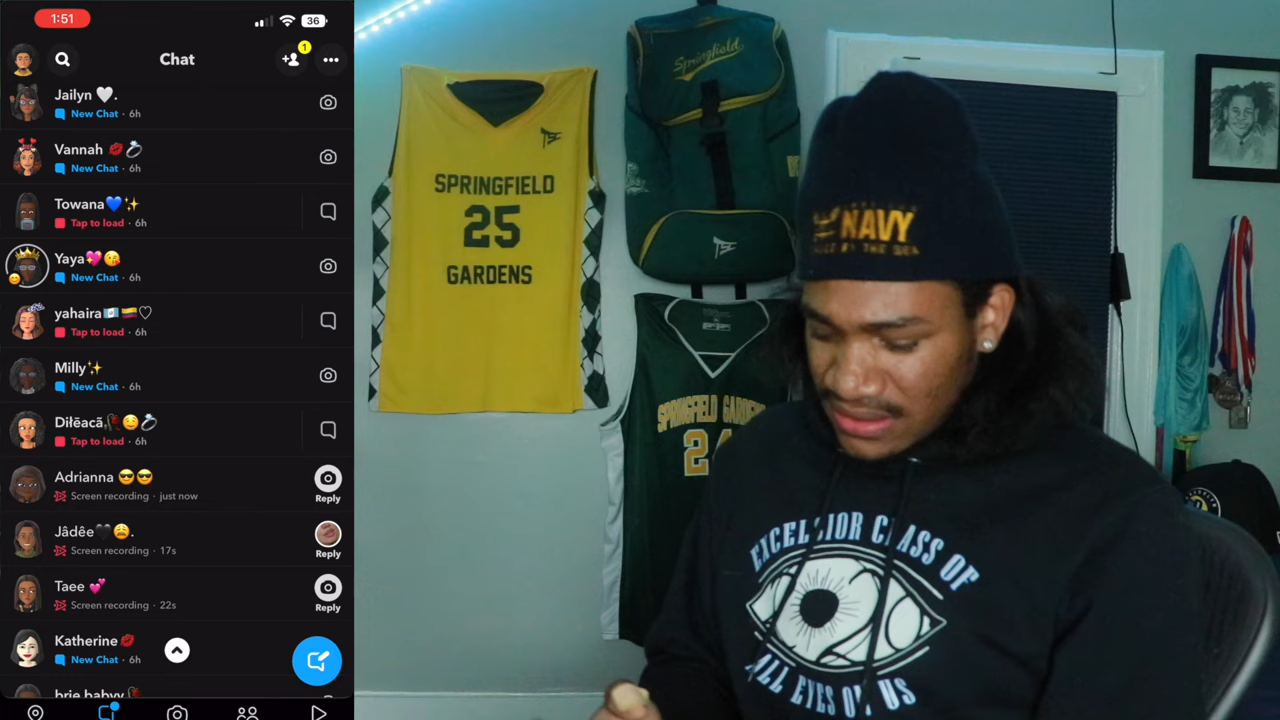 1:51
36
Chat
1
Jailyn 🤍.
New Chat · 6h
Vannah 💋💍
New Chat · 6h
Towana💙✨
Tap to load · 6h
Yaya💖😘
New Chat · 6h
yahaira🇬🇹🇨🇴♡
Tap to load · 6h
Milly✨
New Chat · 6h
Diłēacã🥀🤤💍
Tap to load · 6h
Adrianna 😎😎
Screen recording · just now
Reply
Jâdêe🖤😩.
Screen recording · 17s
Reply
Taee 💕
Screen recording · 22s
Reply
Katherine💋
New Chat · 6h
brie babyy🥀
SPRINGFIELD
25
GARDENS
Springfield
SPRINGFIELD GARDENS
NAVY
EXCELSIOR CLASS OF
ALL EYES ON US